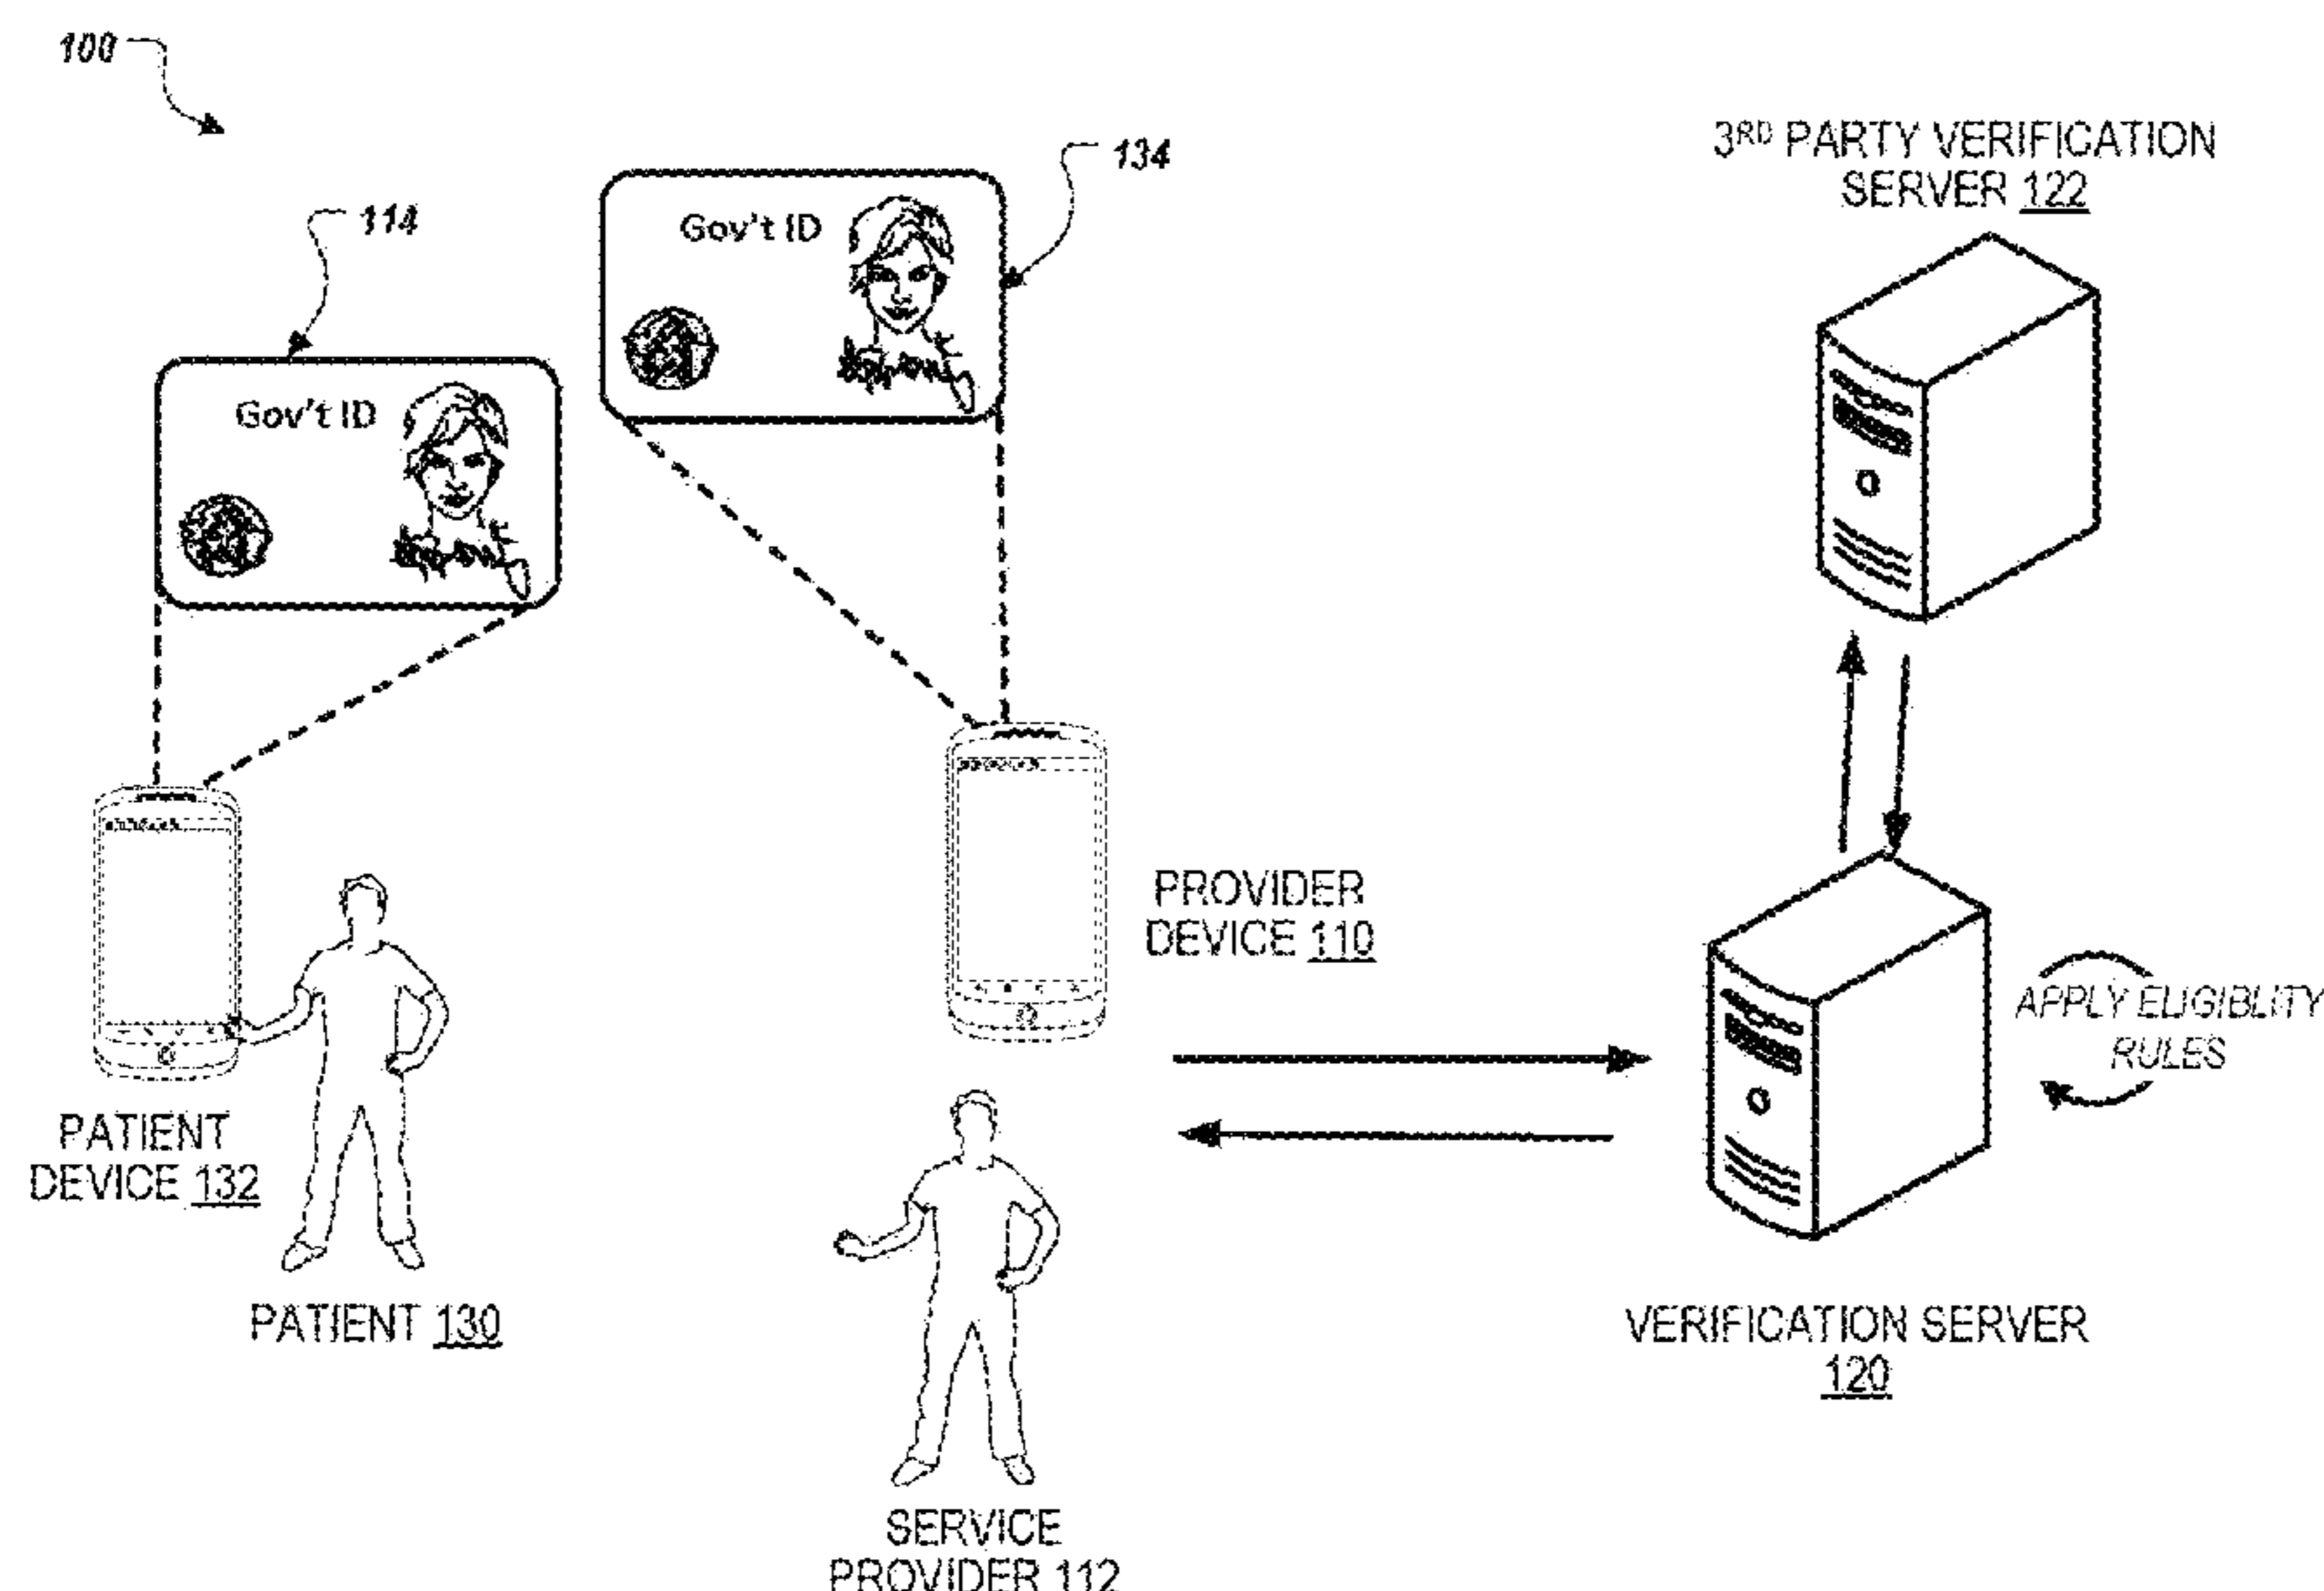 100
134
3RD PARTY VERIFICATION
SERVER 122
114
Gov't ID
Gov't ID
PROVIDER
DEVICE 110
APPLY ELIGIBLITY
RULES
PATIENT
DEVICE 132
PATIENT 130
VERIFICATION SERVER
120
SERVICE
PROVIDER 112